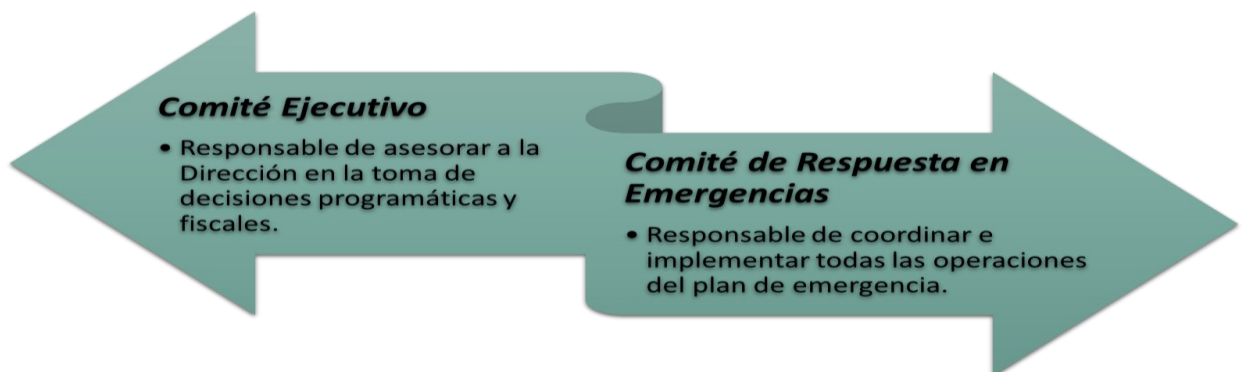 Comité Ejecutivo
• Responsable de asesorar a la
Dirección en la toma de
decisiones programáticas y
fiscales.
Comité de Respuesta en
Emergencias
• Responsable de coordinar e
implementar todas las operaciones
del plan de emergencia.